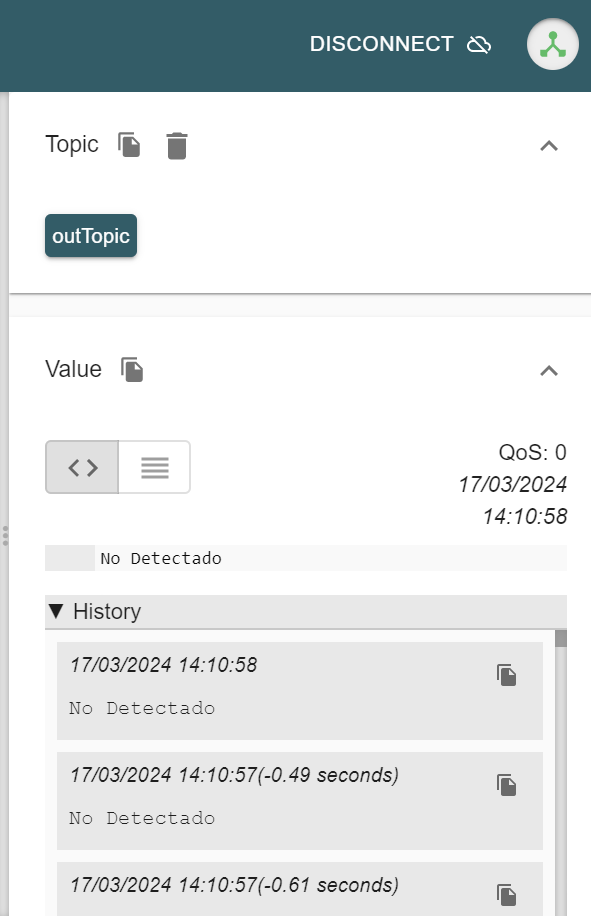 DISCONNECT
Topic
outTopic
Value
QoS: 0
17/03/2024
14:10:58
No Detectado
▼ History
17/03/2024 14:10:58
No Detectado
17/03/2024 14:10:57(-0.49 seconds)
No Detectado
17/03/2024 14:10:57(-0.61 seconds)